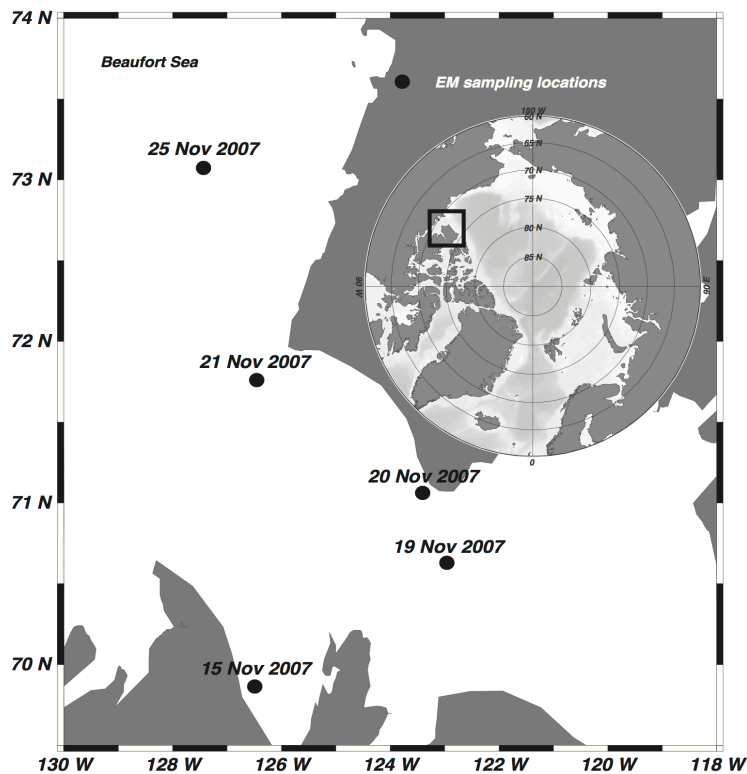 74 N
Beaufort Sea
EM sampling locations
180 W
60 N
65 N
25 Nov 2007
73 N
70 N
75 N
80 N
85 N
90 W
90 E
72 N
21 Nov 2007
0
20 Nov 2007
71 N
19 Nov 2007
70 N
15 Nov 2007
130 W 128 W 126 W 124 W 122 W 120 W 118 W